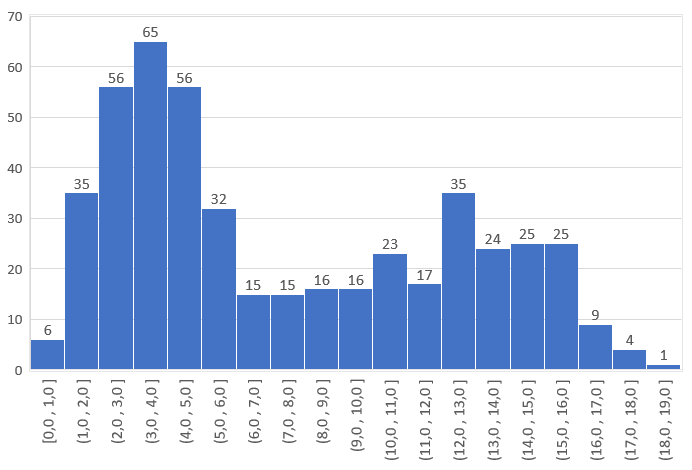 70
60
50
40
30
20
10
0
6
35
56
65
56
32
15
15
16
16
23
17
35
24
25
25
9
4
1
[0,0 , 1,0 ]
(1,0 , 2,0 ]
(2,0 , 3,0 ]
(3,0 , 4,0 ]
(4,0 , 5,0 ]
(5,0 , 6,0 ]
(6,0 , 7,0 ]
(7,0 , 8,0 ]
(8,0 , 9,0 ]
(9,0 , 10,0 ]
(10,0 , 11,0 ]
(11,0 , 12,0 ]
(12,0 , 13,0 ]
(13,0 , 14,0 ]
(14,0 , 15,0 ]
(15,0 , 16,0 ]
(16,0 , 17,0 ]
(17,0 , 18,0 ]
(18,0 , 19,0 ]